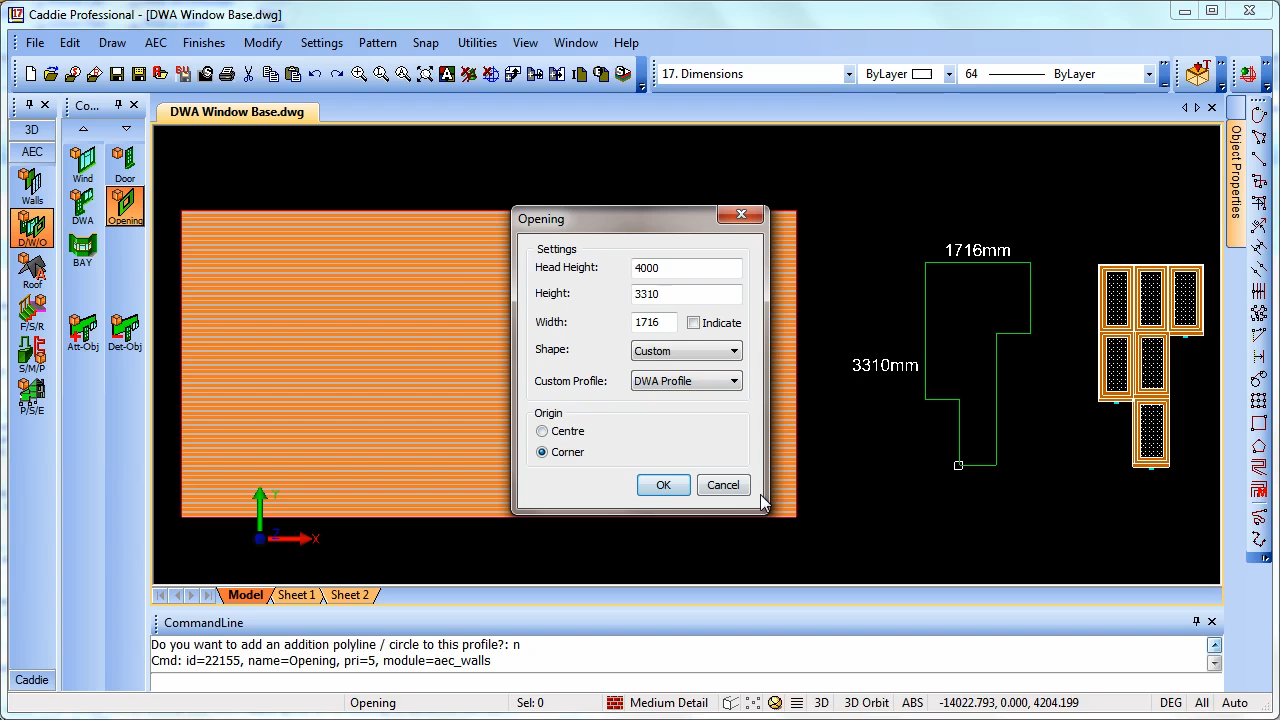 Caddie Professional - [DWA Window Base.dwg]
File Edit Draw AEC Finishes Modify Settings Pattern Snap Utilities View Window Help
17. Dimensions ByLayer 64 ByLayer
Co...
DWA Window Base.dwg
3D
AEC
Walls
D/W/O
Roof
F/S/R
S/M/P
P/S/E
Caddie
Wind Door
DWA Opening
BAY
Att-Obj Det-Obj
Object Properties
Opening
Settings
Head Height: 4000
Height: 3310
Width: 1716 Indicate
Shape: Custom
Custom Profile: DWA Profile
Origin
Centre
Corner
OK Cancel
1716mm
3310mm
Y
Z X
Model Sheet 1 Sheet 2
CommandLine
Do you want to add an addition polyline / circle to this profile?: n
Cmd: id=22155, name=Opening, pri=5, module=aec_walls
Opening Sel: 0 Medium Detail 3D 3D Orbit ABS -14022.793, 0.000, 4204.199 DEG All Auto